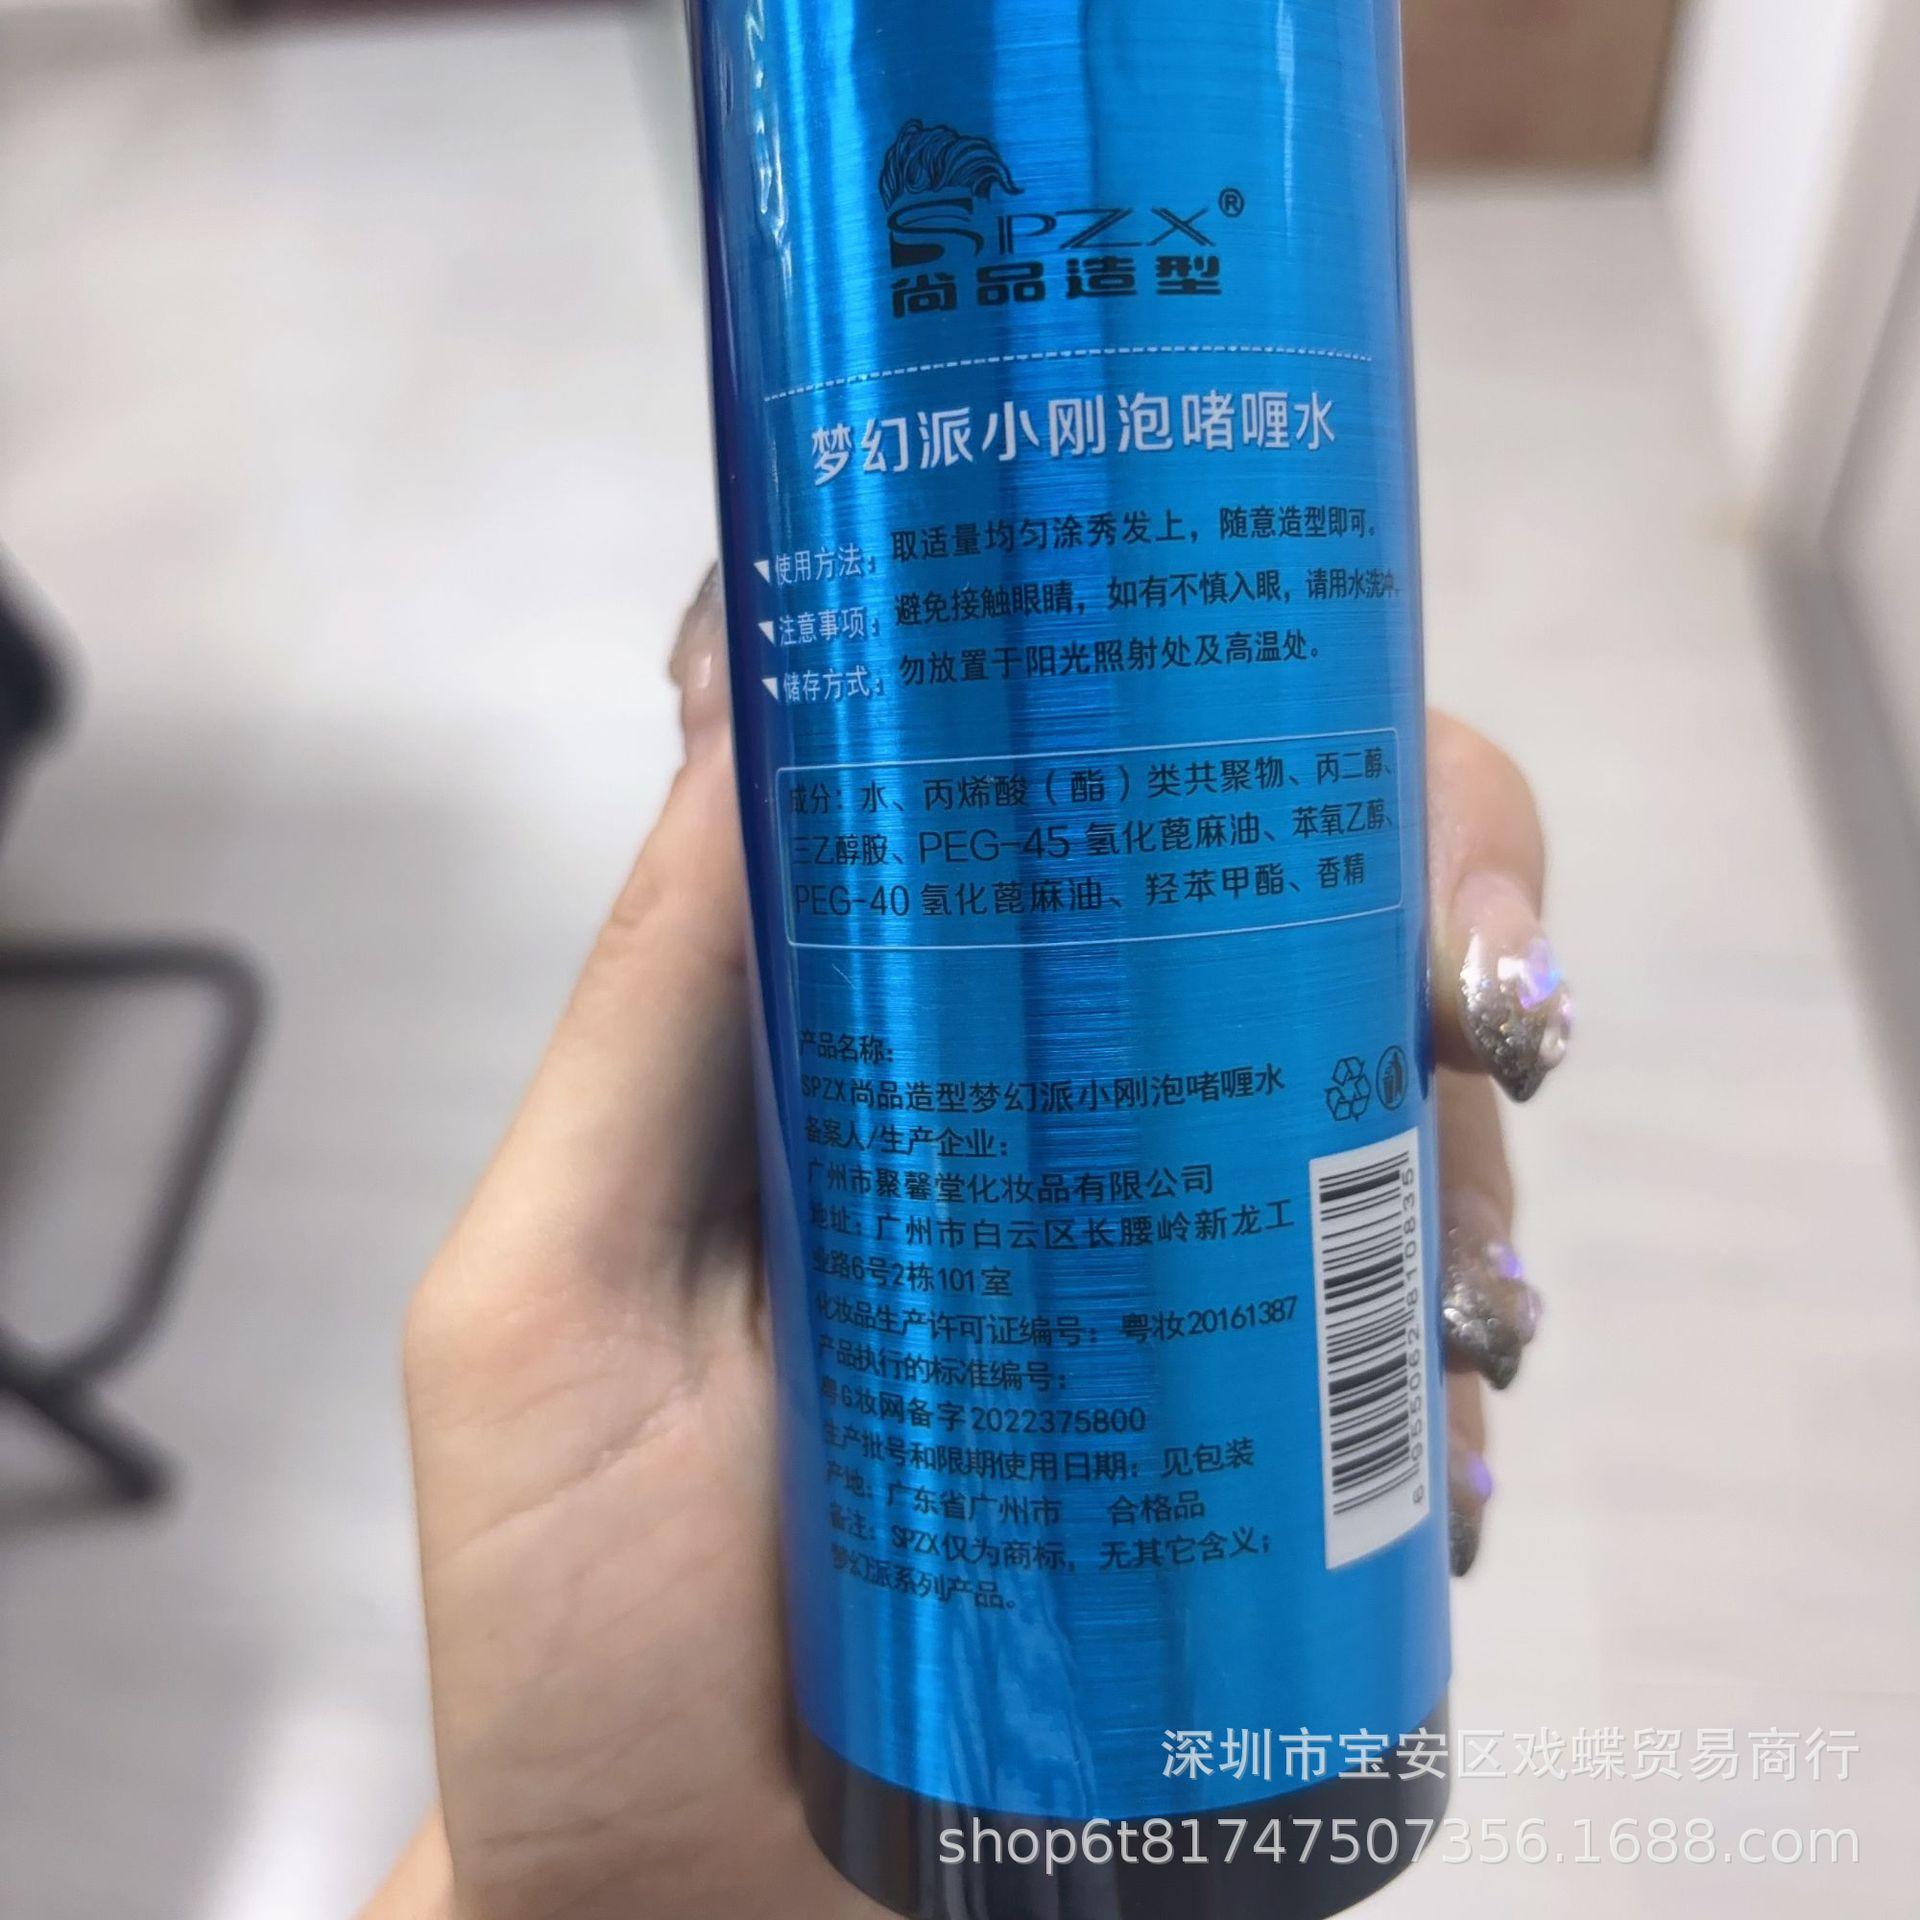 SPZX®
尚品造型
梦幻派小刚泡啫喱水
使用方法：取适量均匀涂秀发上，随意造型即可。
注意事项：避免接触眼睛，如有不慎入眼，请用水洗冲。
储存方式：勿放置于阳光照射处及高温处。
成分：水、丙烯酸（酯）类共聚物、丙二醇、
三乙醇胺、PEG-45 氢化蓖麻油、苯氧乙醇、
PEG-40 氢化蓖麻油、羟苯甲酯、香精
产品名称：
SPZX尚品造型梦幻派小刚泡啫喱水
备案人/生产企业：
广州市聚馨堂化妆品有限公司
地址：广州市白云区长腰岭新龙工
业路6号2栋101室
化妆品生产许可证编号：粤妆20161387
产品执行的标准编号：
粤G妆网备字2022375800
生产批号和限期使用日期：见包装
产地：广东省广州市 合格品
备注：SPZX仅为商标，无其它含义；
梦幻派系列产品。
6955062810835
深圳市宝安区戏蝶贸易商行
shop6t81747507356.1688.com